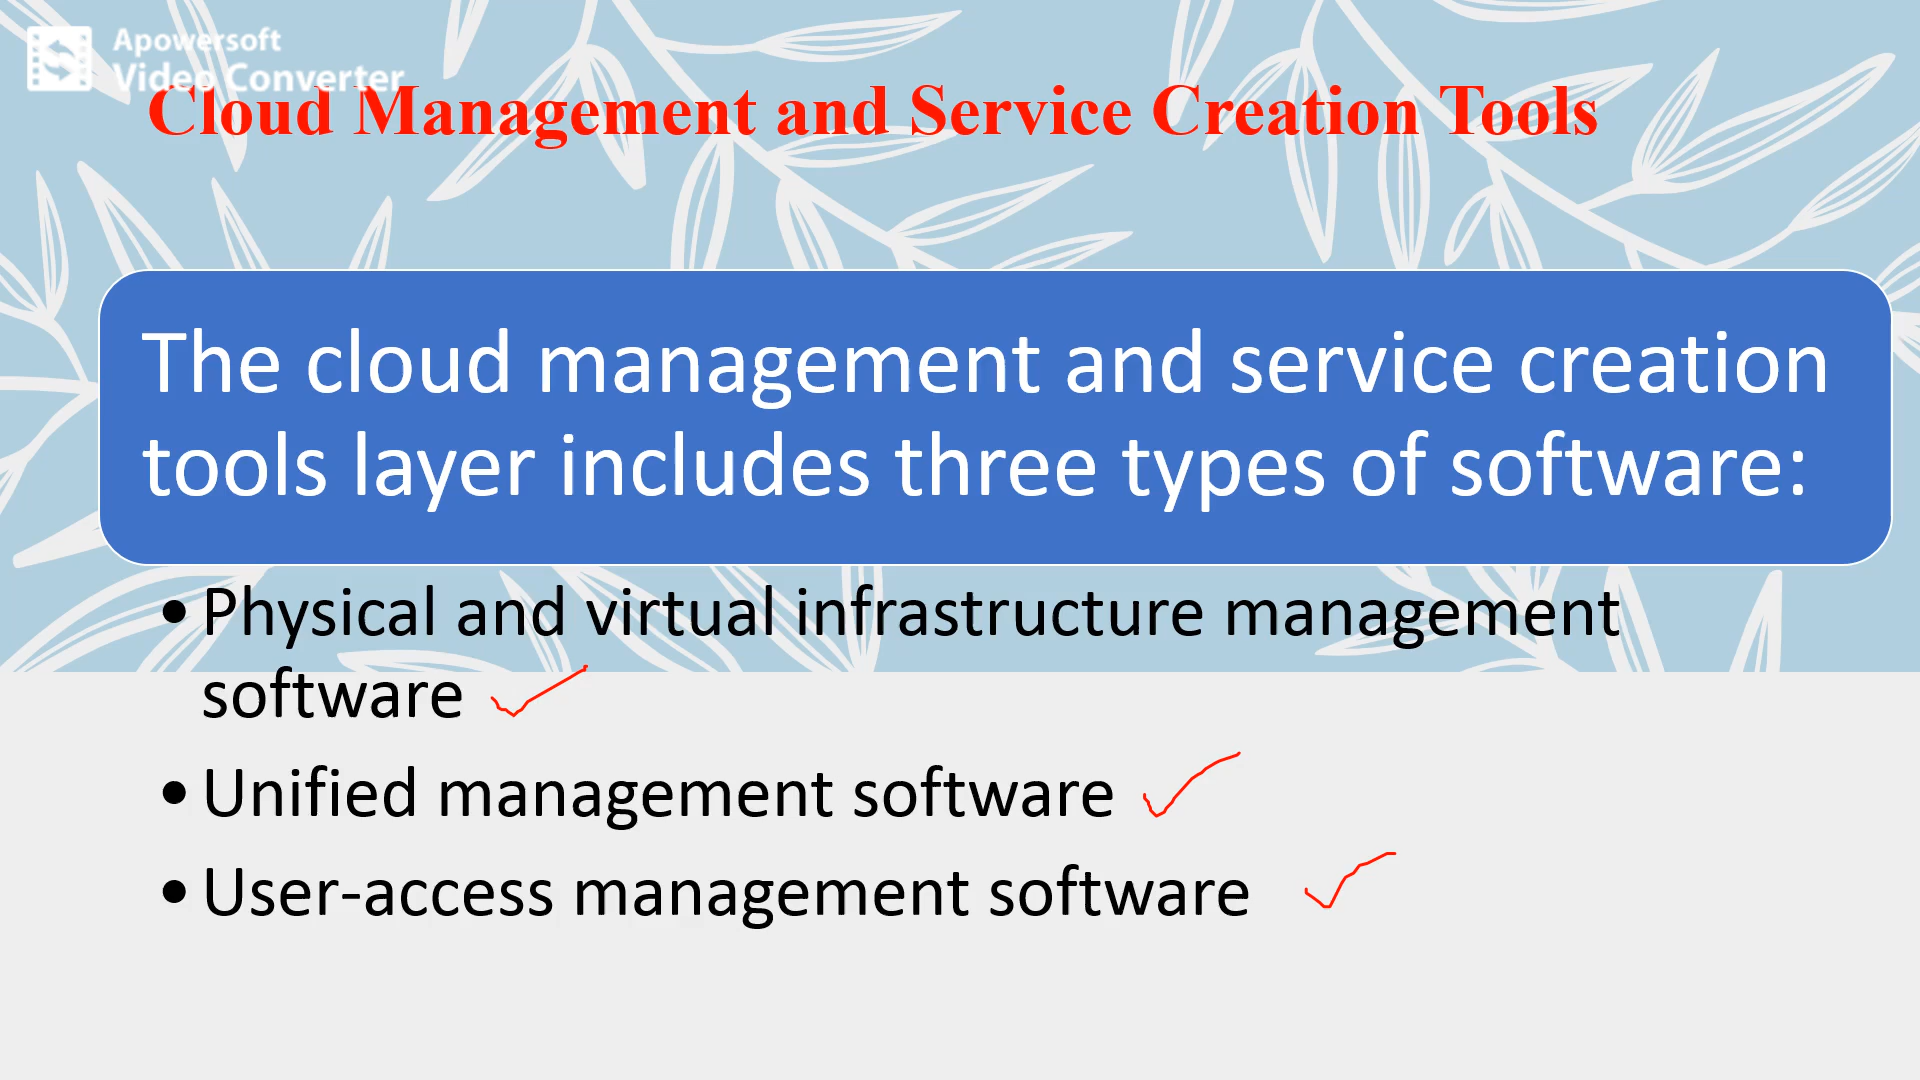 Apowersoft
Video Converter
Cloud Management and Service Creation Tools
The cloud management and service creation
tools layer includes three types of software:
• Physical and virtual infrastructure management
software
• Unified management software
• User-access management software